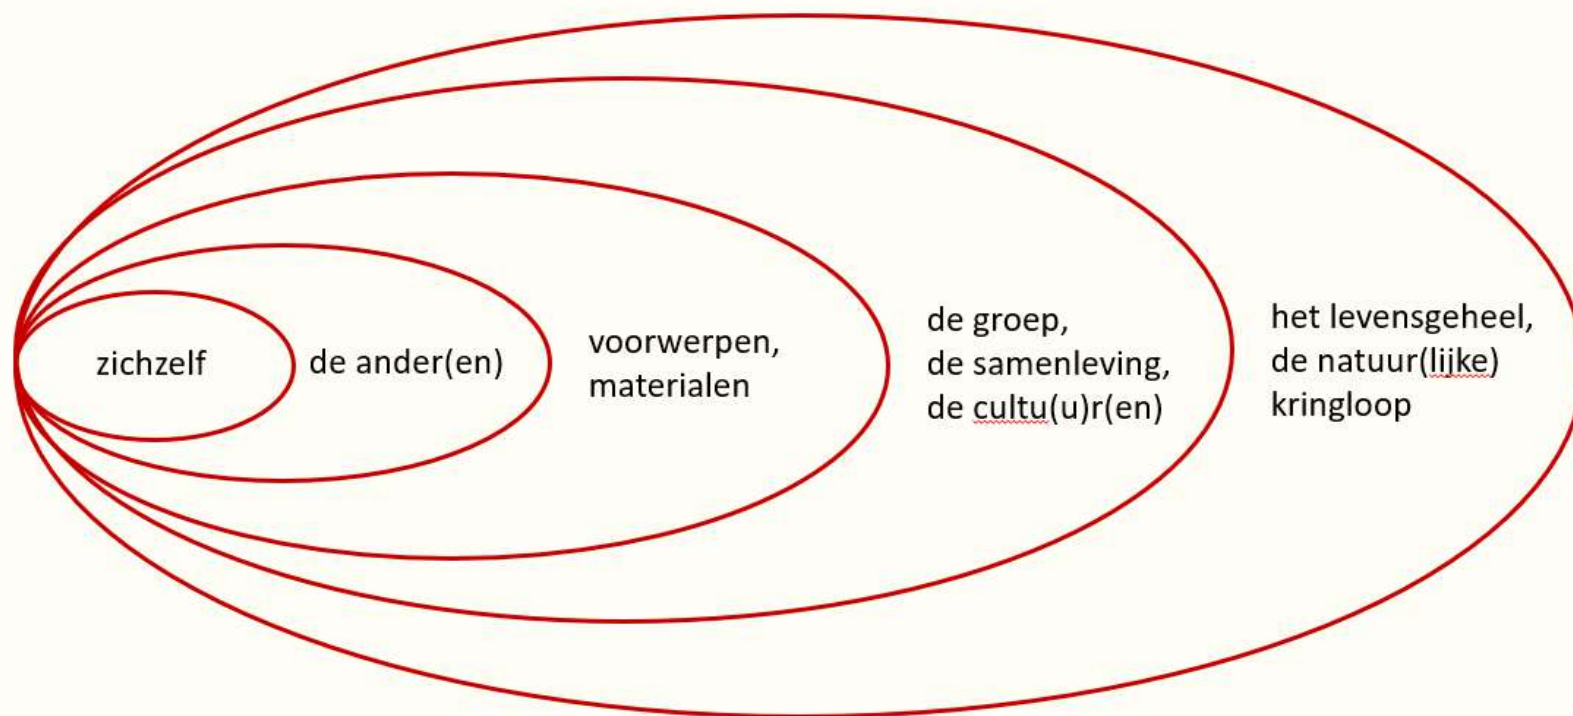 zichzelf
de ander(en)
voorwerpen,
materialen
de groep,
de samenleving,
de cultu(u)r(en)
het levensgeheel,
de natuur(lijke)
kringloop